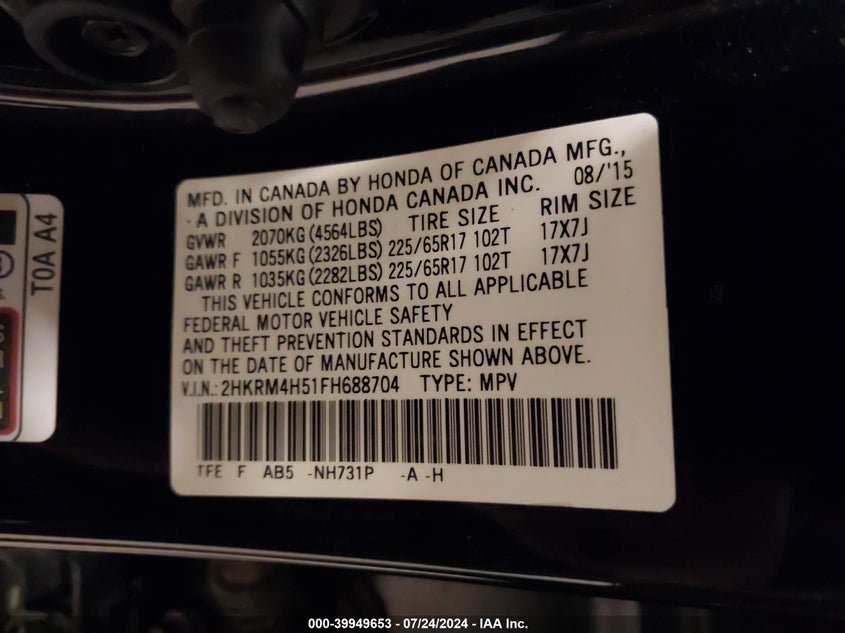 MFD. IN CANADA BY HONDA OF CANADA MFG.,
A DIVISION OF HONDA CANADA INC. 08/'15
GVWR 2070KG(4564LBS) TIRE SIZE RIM SIZE
GAWR F 1055KG(2326LBS) 225/65R17 102T 17X7J
GAWR R 1035KG(2282LBS) 225/65R17 102T 17X7J
THIS VEHICLE CONFORMS TO ALL APPLICABLE
FEDERAL MOTOR VEHICLE SAFETY
AND THEFT PREVENTION STANDARDS IN EFFECT
ON THE DATE OF MANUFACTURE SHOWN ABOVE.
V.I.N.: 2HKRM4H51FH688704 TYPE: MPV
TFE F AB5 -NH731P -A -H
T0A A4
000-39949653 - 07/24/2024 - IAA Inc.